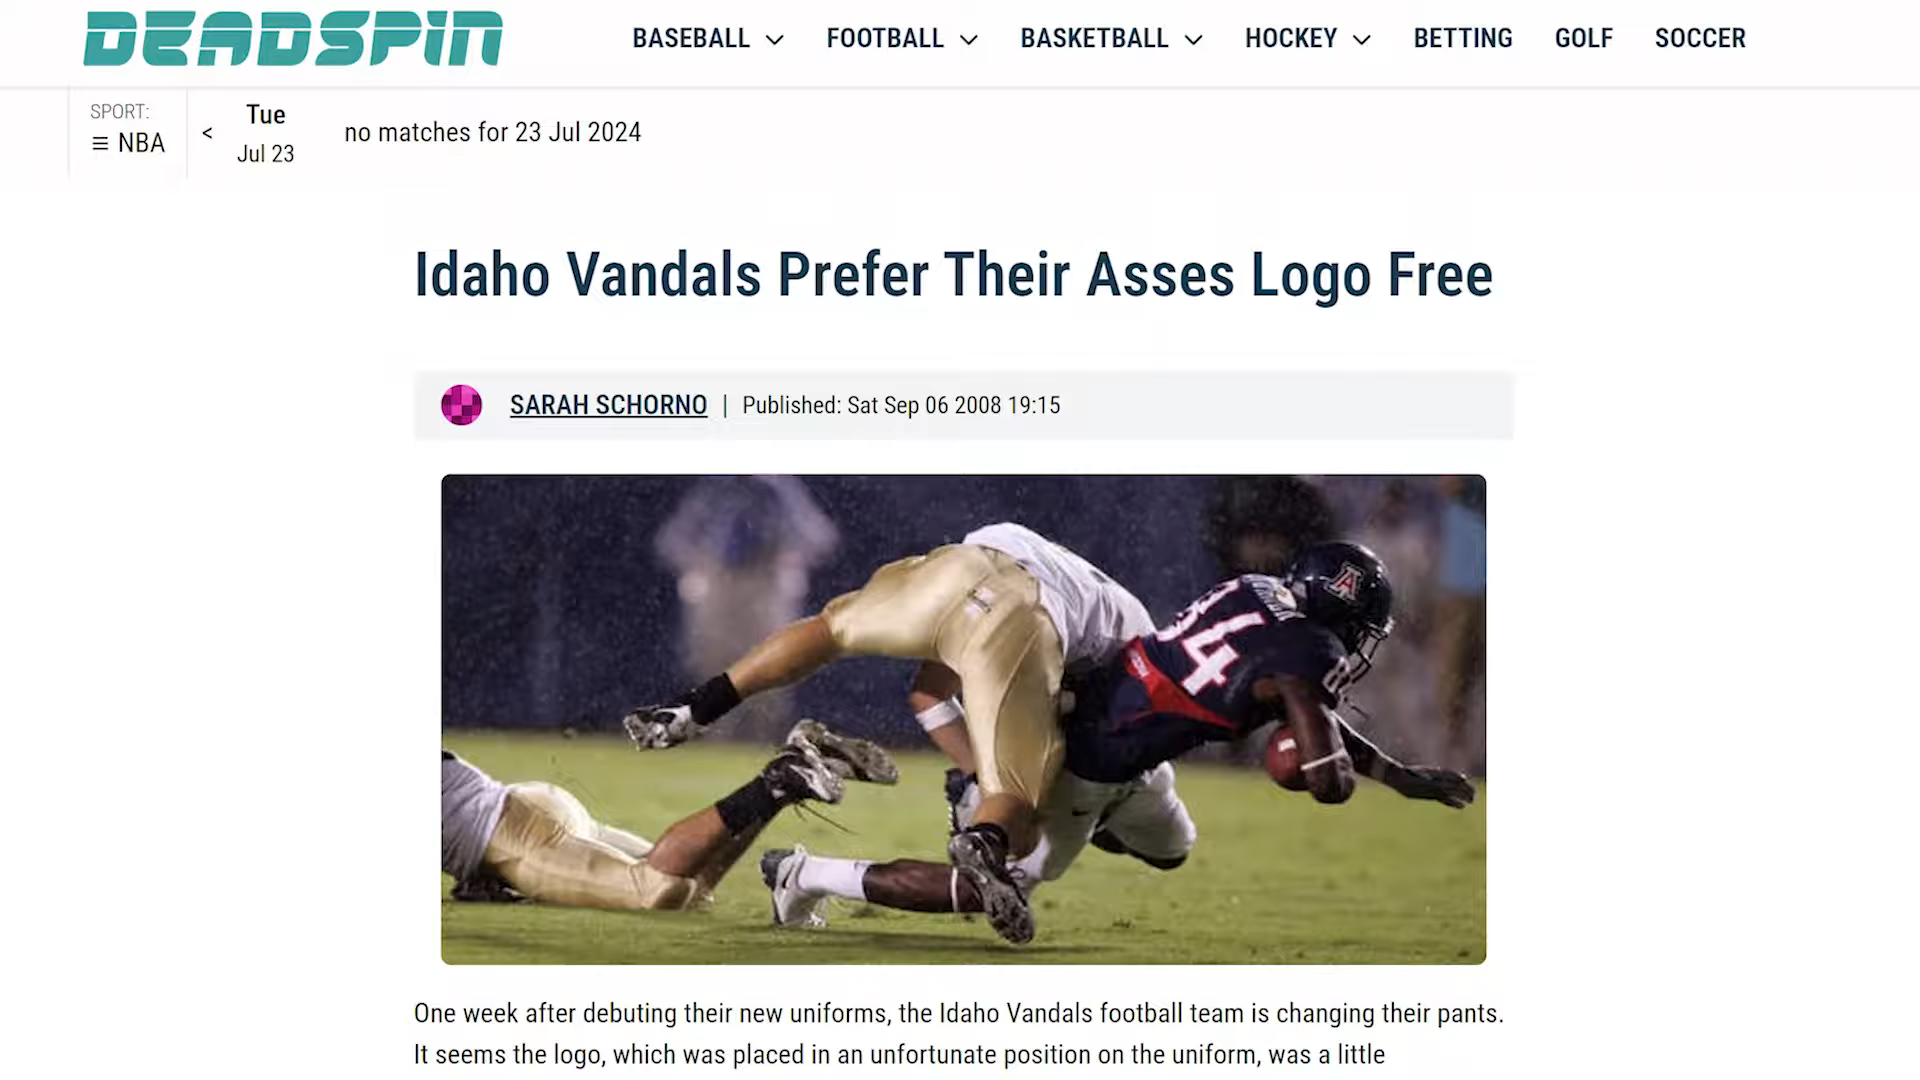 DEADSPIN
BASEBALL FOOTBALL BASKETBALL HOCKEY BETTING GOLF SOCCER
SPORT:
≡ NBA
<
Tue
Jul 23
no matches for 23 Jul 2024
Idaho Vandals Prefer Their Asses Logo Free
SARAH SCHORNO | Published: Sat Sep 06 2008 19:15
A
84
One week after debuting their new uniforms, the Idaho Vandals football team is changing their pants.
It seems the logo, which was placed in an unfortunate position on the uniform, was a little